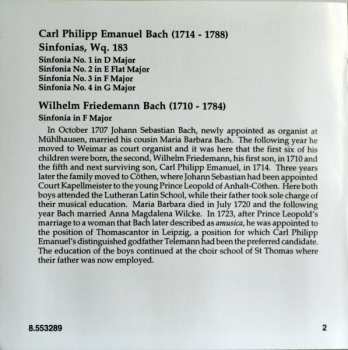 Carl Philipp Emanuel Bach (1714 - 1788)
Sinfonias, Wq. 183
Sinfonia No. 1 in D Major
Sinfonia No. 2 in E Flat Major
Sinfonia No. 3 in F Major
Sinfonia No. 4 in G Major
Wilhelm Friedemann Bach (1710 - 1784)
Sinfonia in F Major
In October 1707 Johann Sebastian Bach, newly appointed as organist at
Mühlhausen, married his cousin Maria Barbara Bach. The following year he
moved to Weimar as court organist and it was here that the first six of his
children were born, the second, Wilhelm Friedemann, his first son, in 1710 and
the fifth and next surviving son, Carl Philipp Emanuel, in 1714. Three years
later the family moved to Cöthen, where Johann Sebastian had been appointed
Court Kapellmeister to the young Prince Leopold of Anhalt-Cöthen. Here both
boys attended the Lutheran Latin School, while their father took sole charge of
their musical education. Maria Barbara died in July 1720 and the following
year Bach married Anna Magdalena Wilcke. In 1723, after Prince Leopold's
marriage to a woman that Bach later described as amusica, he was appointed to
the position of Thomascantor in Leipzig, a position for which Carl Philipp
Emanuel's distinguished godfather Telemann had been the preferred candidate.
The education of the boys continued at the choir school of St Thomas where
their father was now employed.
8.553289
2